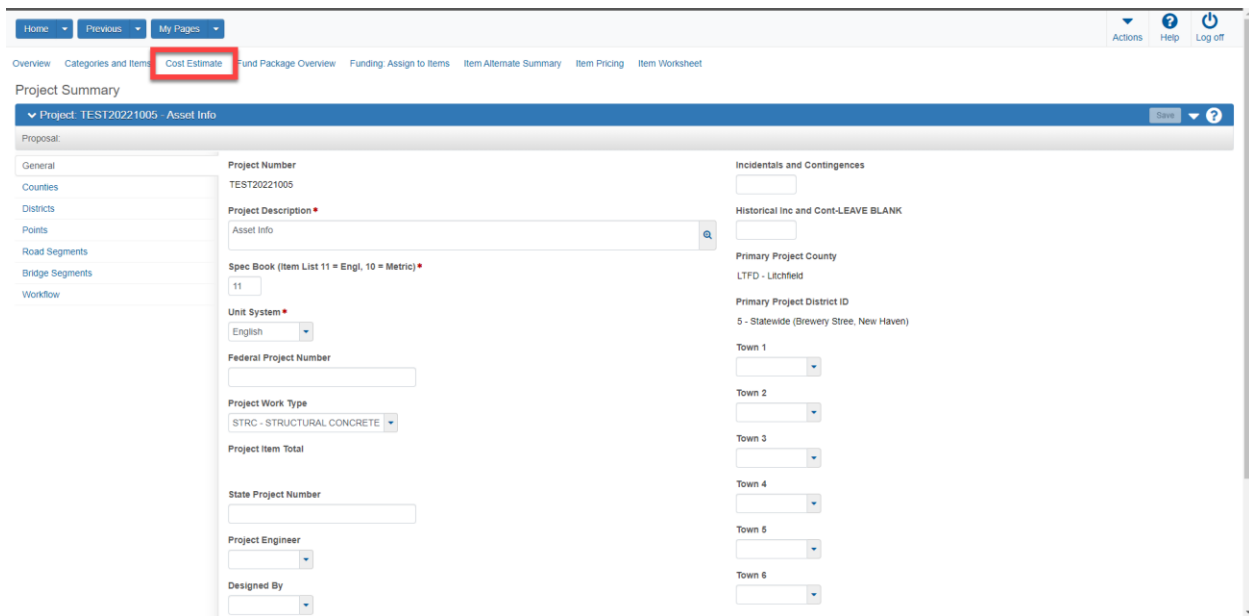 Home Previous My Pages Actions Help Log off
Overview Categories and Items Cost Estimate Fund Package Overview Funding: Assign to Items Item Alternate Summary Item Pricing Item Worksheet
Project Summary
Project: TEST20221005 - Asset Info Save
Proposal:
General
Counties
Districts
Points
Road Segments
Bridge Segments
Workflow
Project Number
TEST20221005
Project Description
Asset Info
Spec Book (Item List 11 = Engl, 10 = Metric)
11
Unit System
English
Federal Project Number
Project Work Type
STRC - STRUCTURAL CONCRETE
Project Item Total
State Project Number
Project Engineer
Designed By
Incidentals and Contingences
Historical Inc and Cont-LEAVE BLANK
Primary Project County
LTFD - Litchfield
Primary Project District ID
5 - Statewide (Brewery Stree, New Haven)
Town 1
Town 2
Town 3
Town 4
Town 5
Town 6